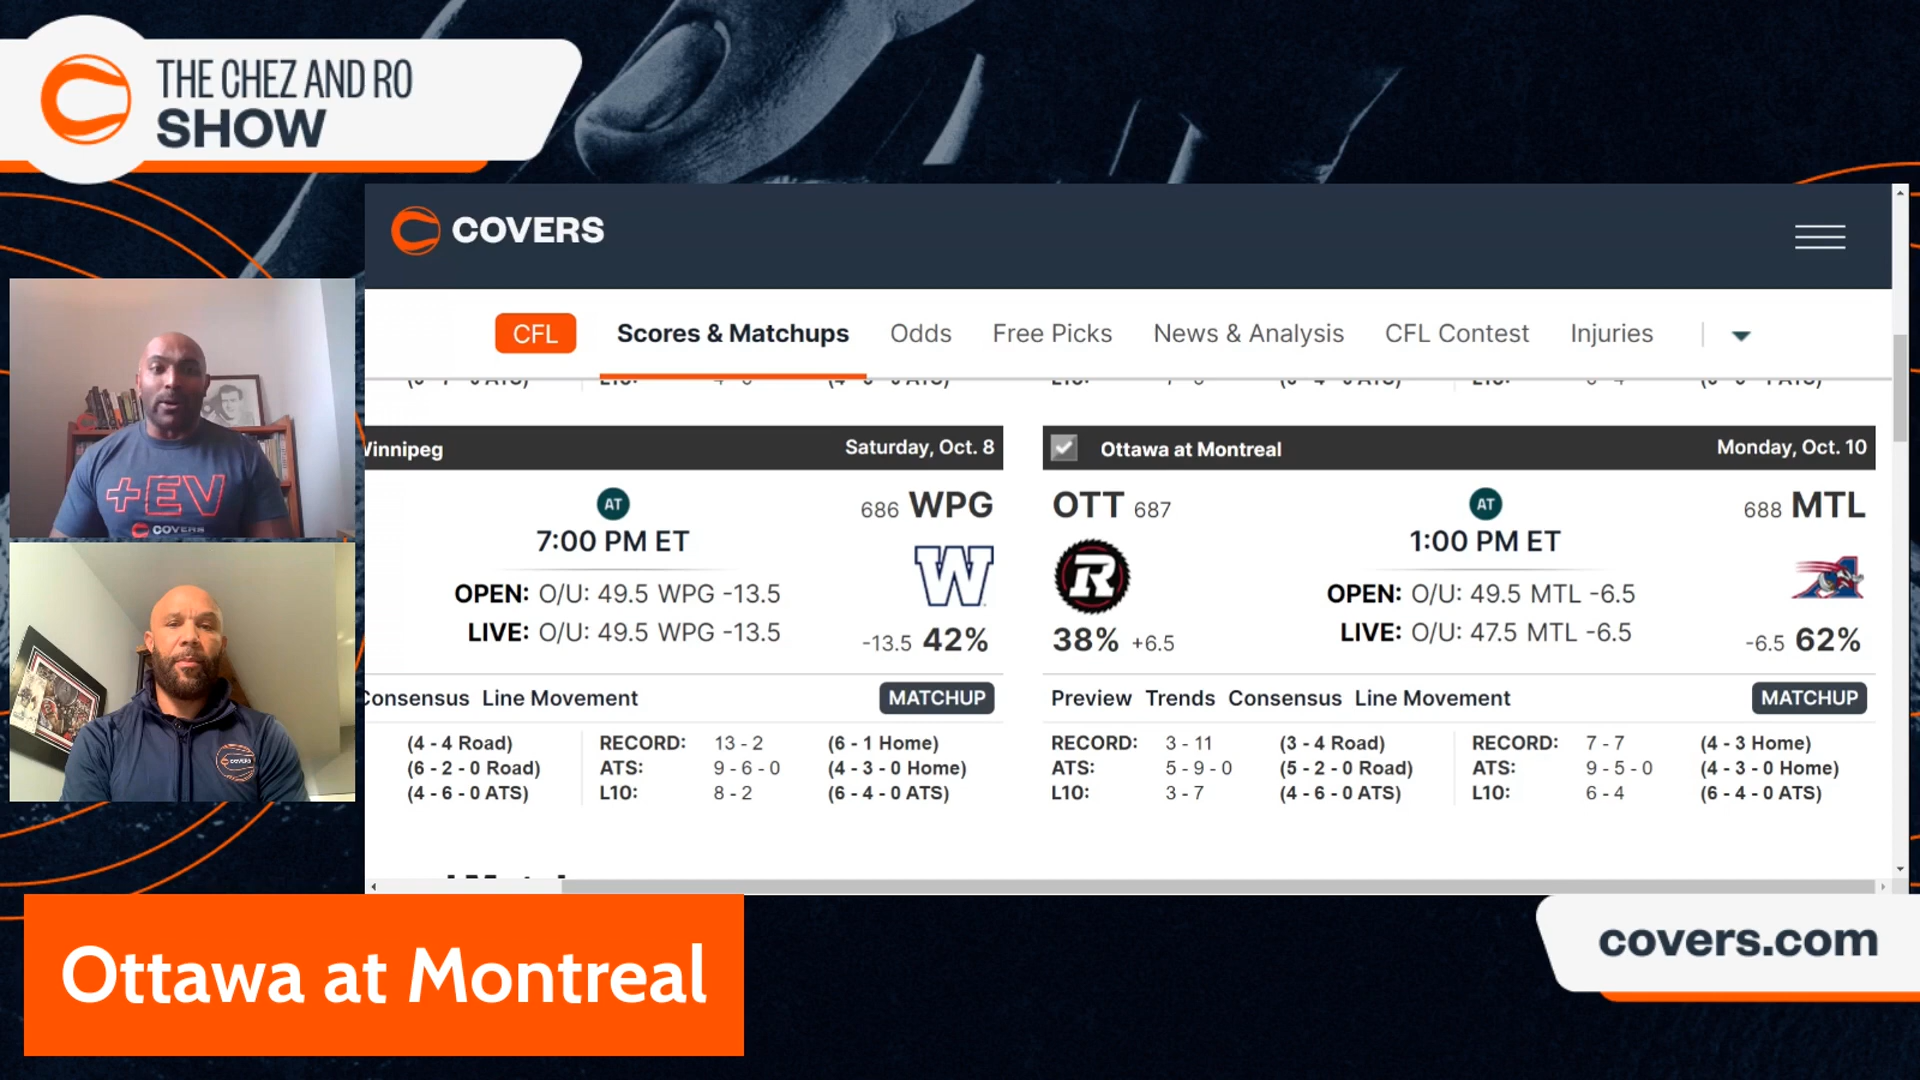 THE CHEZ AND RO
SHOW
COVERS
CFL Scores & Matchups Odds Free Picks News & Analysis CFL Contest Injuries
Winnipeg Saturday, Oct. 8
AT
686 WPG
7:00 PM ET
OPEN: O/U: 49.5 WPG -13.5
LIVE: O/U: 49.5 WPG -13.5
-13.5 42%
Consensus Line Movement MATCHUP
(4 - 4 Road) RECORD: 13 - 2 (6 - 1 Home)
(6 - 2 - 0 Road) ATS: 9 - 6 - 0 (4 - 3 - 0 Home)
(4 - 6 - 0 ATS) L10: 8 - 2 (6 - 4 - 0 ATS)
Ottawa at Montreal Monday, Oct. 10
OTT 687 AT 688 MTL
1:00 PM ET
OPEN: O/U: 49.5 MTL -6.5
LIVE: O/U: 47.5 MTL -6.5
38% +6.5 -6.5 62%
Preview Trends Consensus Line Movement MATCHUP
RECORD: 3 - 11 (3 - 4 Road) RECORD: 7 - 7 (4 - 3 Home)
ATS: 5 - 9 - 0 (5 - 2 - 0 Road) ATS: 9 - 5 - 0 (4 - 3 - 0 Home)
L10: 3 - 7 (4 - 6 - 0 ATS) L10: 6 - 4 (6 - 4 - 0 ATS)
+EV
COVERS
COVERS
Ottawa at Montreal
covers.com